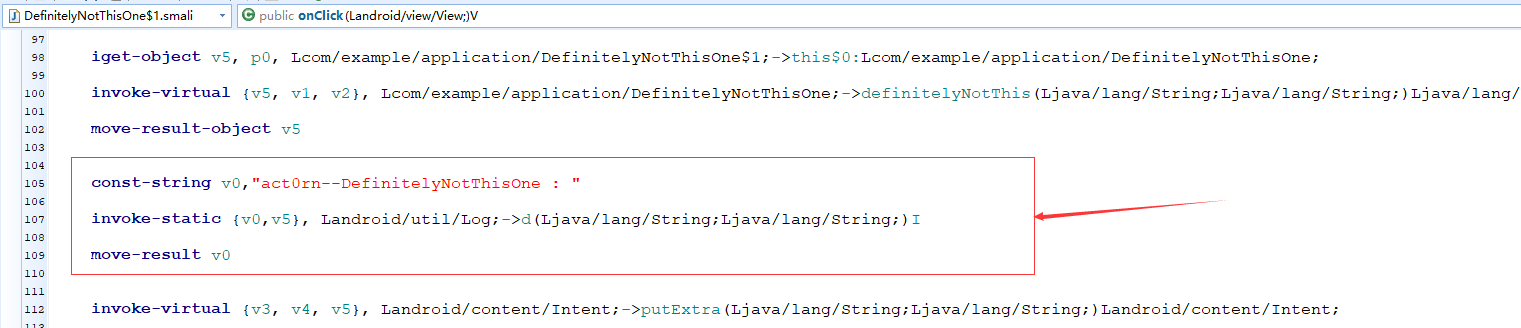 DefinitelyNotThisOne$1.smali public onClick(Landroid/view/View;)V
97
98 iget-object v5, p0, Lcom/example/application/DefinitelyNotThisOne$1;->this$0:Lcom/example/application/DefinitelyNotThisOne;
99
100 invoke-virtual {v5, v1, v2}, Lcom/example/application/DefinitelyNotThisOne;->definitelyNotThis(Ljava/lang/String;Ljava/lang/String;)Ljava/lang/
101
102 move-result-object v5
103
104
105 const-string v0,"act0rn--DefinitelyNotThisOne : "
106
107 invoke-static {v0,v5}, Landroid/util/Log;->d(Ljava/lang/String;Ljava/lang/String;)I
108
109 move-result v0
110
111
112 invoke-virtual {v3, v4, v5}, Landroid/content/Intent;->putExtra(Ljava/lang/String;Ljava/lang/String;)Landroid/content/Intent;
113